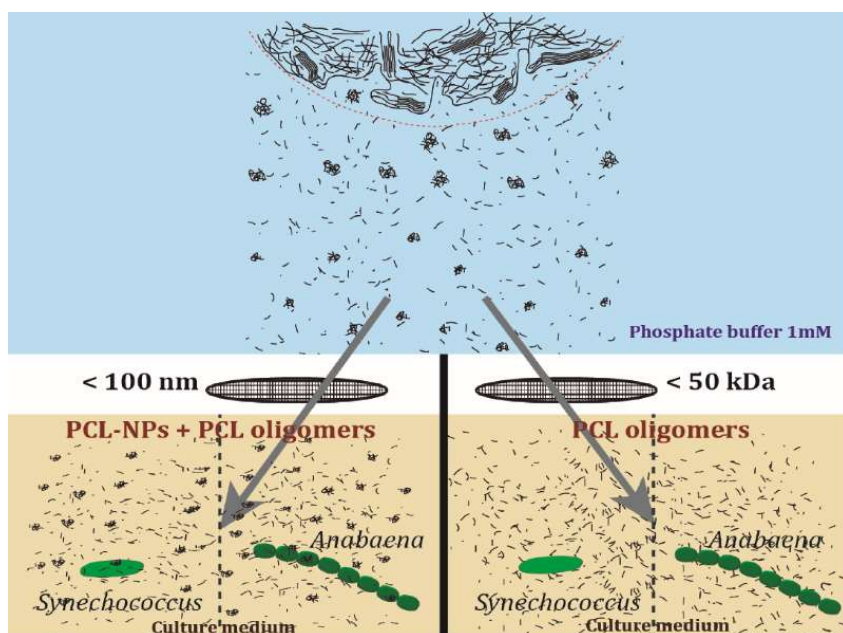 Phosphate buffer 1mM
< 100 nm
< 50 kDa
PCL-NPs + PCL oligomers
PCL oligomers
Anabaena
Synechococcus
Culture medium
Anabaena
Synechococcus
Culture medium